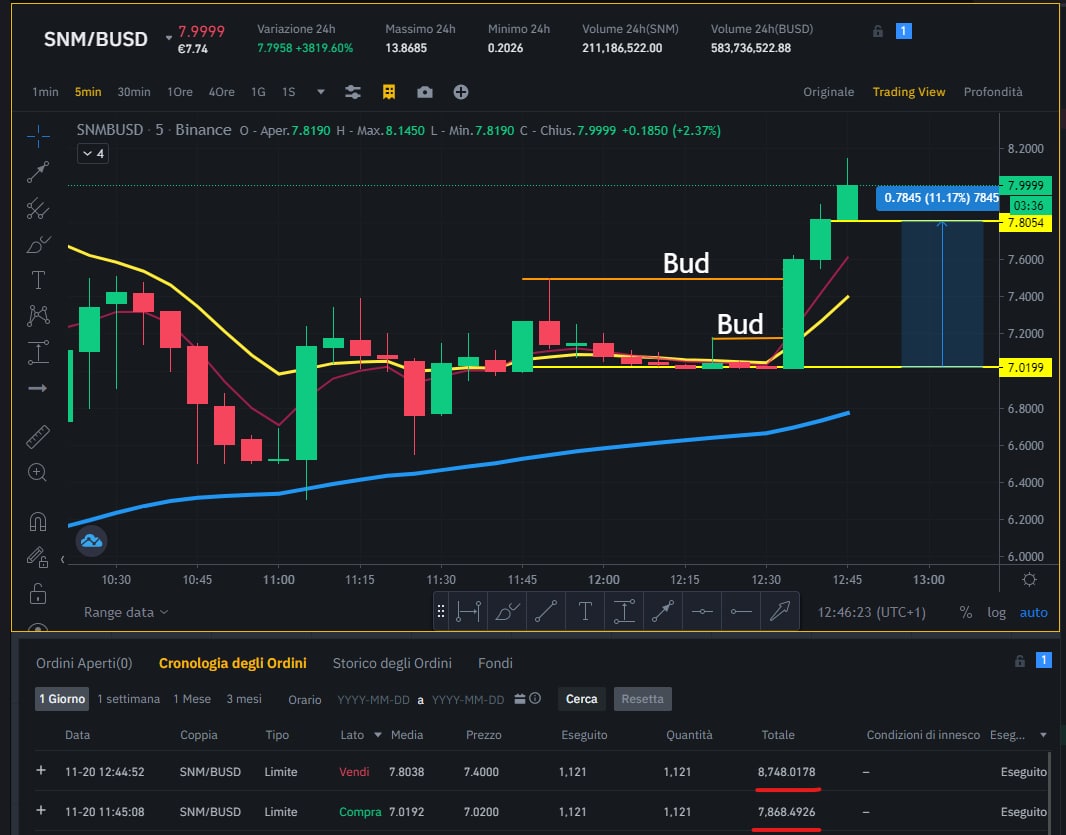 SNM/BUSD
7.9999
€7.74
Variazione 24h
7.7958 +3819.60%
Massimo 24h
13.8685
Minimo 24h
0.2026
Volume 24h(SNM)
211,186,522.00
Volume 24h(BUSD)
583,736,522.88
1
1min 5min 30min 1Ore 4Ore 1G 1S
Originale Trading View Profondità
SNMBUSD · 5 · Binance O - Aper.7.8190 H - Max.8.1450 L - Min.7.8190 C - Chius.7.9999 +0.1850 (+2.37%)
4
8.2000
7.9999
03:36
7.8054
7.6000
7.4000
7.2000
7.0199
6.8000
6.6000
6.4000
6.2000
6.0000
0.7845 (11.17%) 7845
Bud
Bud
10:30 10:45 11:00 11:15 11:30 11:45 12:00 12:15 12:30 12:45 13:00
Range data
T
12:46:23 (UTC+1) % log auto
Ordini Aperti(0) Cronologia degli Ordini Storico degli Ordini Fondi
1
1 Giorno 1 settimana 1 Mese 3 mesi Orario YYYY-MM-DD a YYYY-MM-DD Cerca Resetta
Data Coppia Tipo Lato Media Prezzo Eseguito Quantità Totale Condizioni di innesco Eseg...
11-20 12:44:52 SNM/BUSD Limite Vendi 7.8038 7.4000 1,121 1,121 8,748.0178 – Eseguito
11-20 11:45:08 SNM/BUSD Limite Compra 7.0192 7.0200 1,121 1,121 7,868.4926 – Eseguito